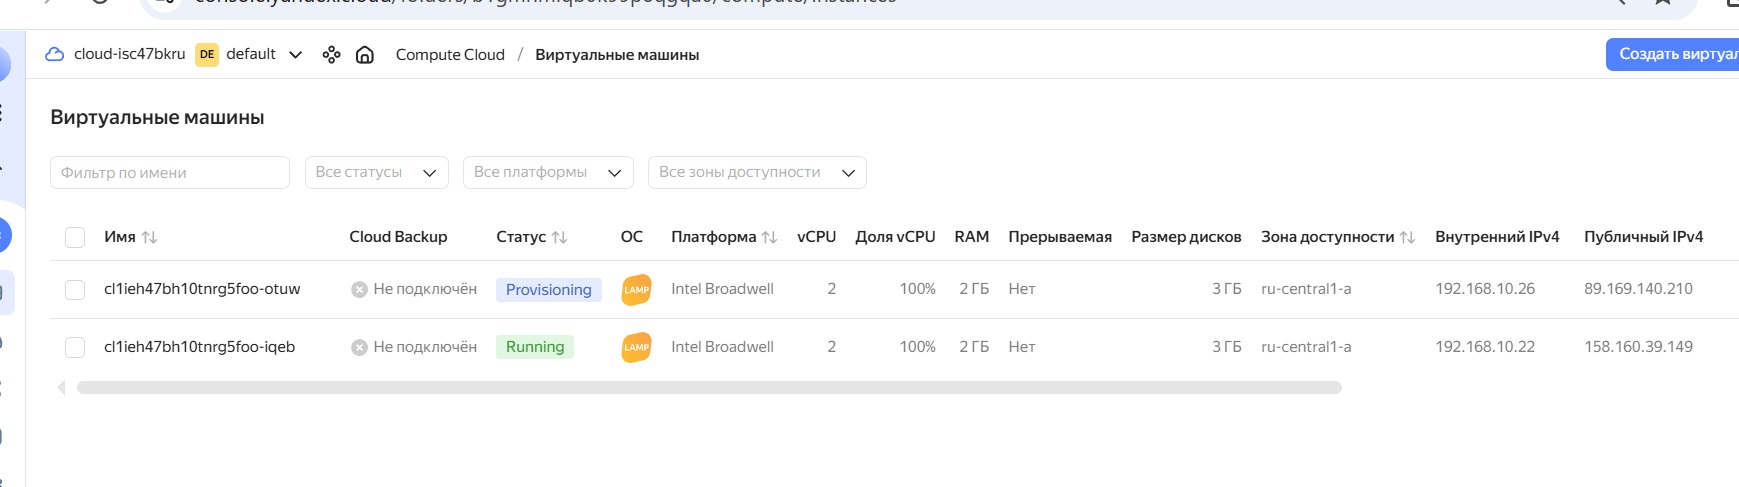 cloud-isc47bkru DE default Compute Cloud / Виртуальные машины
Виртуальные машины
Фильтр по имени Все статусы Все платформы Все зоны доступности
Имя Cloud Backup Статус ОС Платформа vCPU Доля vCPU RAM Прерываемая Размер дисков Зона доступности Внутренний IPv4 Публичный IPv4
cl1ieh47bh10tnrg5foo-otuw Не подключён Provisioning LAMP Intel Broadwell 2 100% 2 ГБ Нет 3 ГБ ru-central1-a 192.168.10.26 89.169.140.210
cl1ieh47bh10tnrg5foo-iqeb Не подключён Running LAMP Intel Broadwell 2 100% 2 ГБ Нет 3 ГБ ru-central1-a 192.168.10.22 158.160.39.149